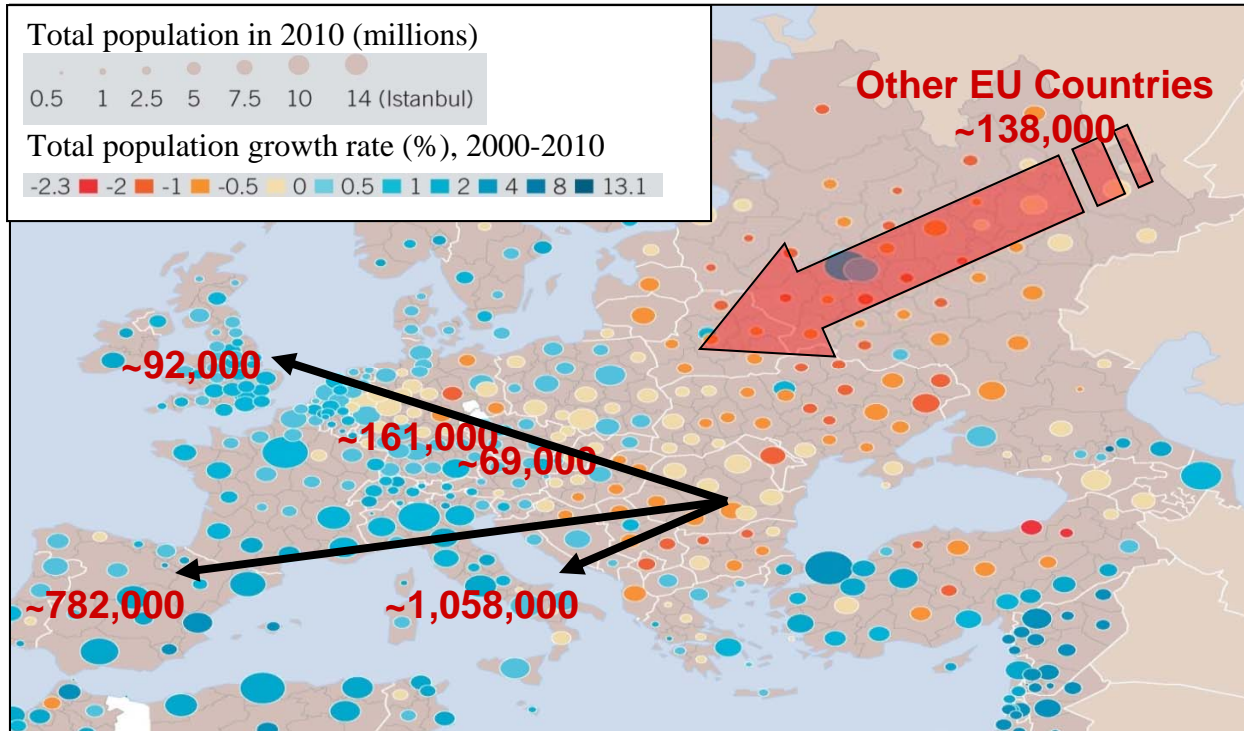 Total population in 2010 (millions)
0.5 1 2.5 5 7.5 10 14 (Istanbul)
Total population growth rate (%), 2000-2010
-2.3 -2 -1 -0.5 0 0.5 1 2 4 8 13.1
Other EU Countries
~138,000
~92,000
~161,000
~69,000
~782,000
~1,058,000